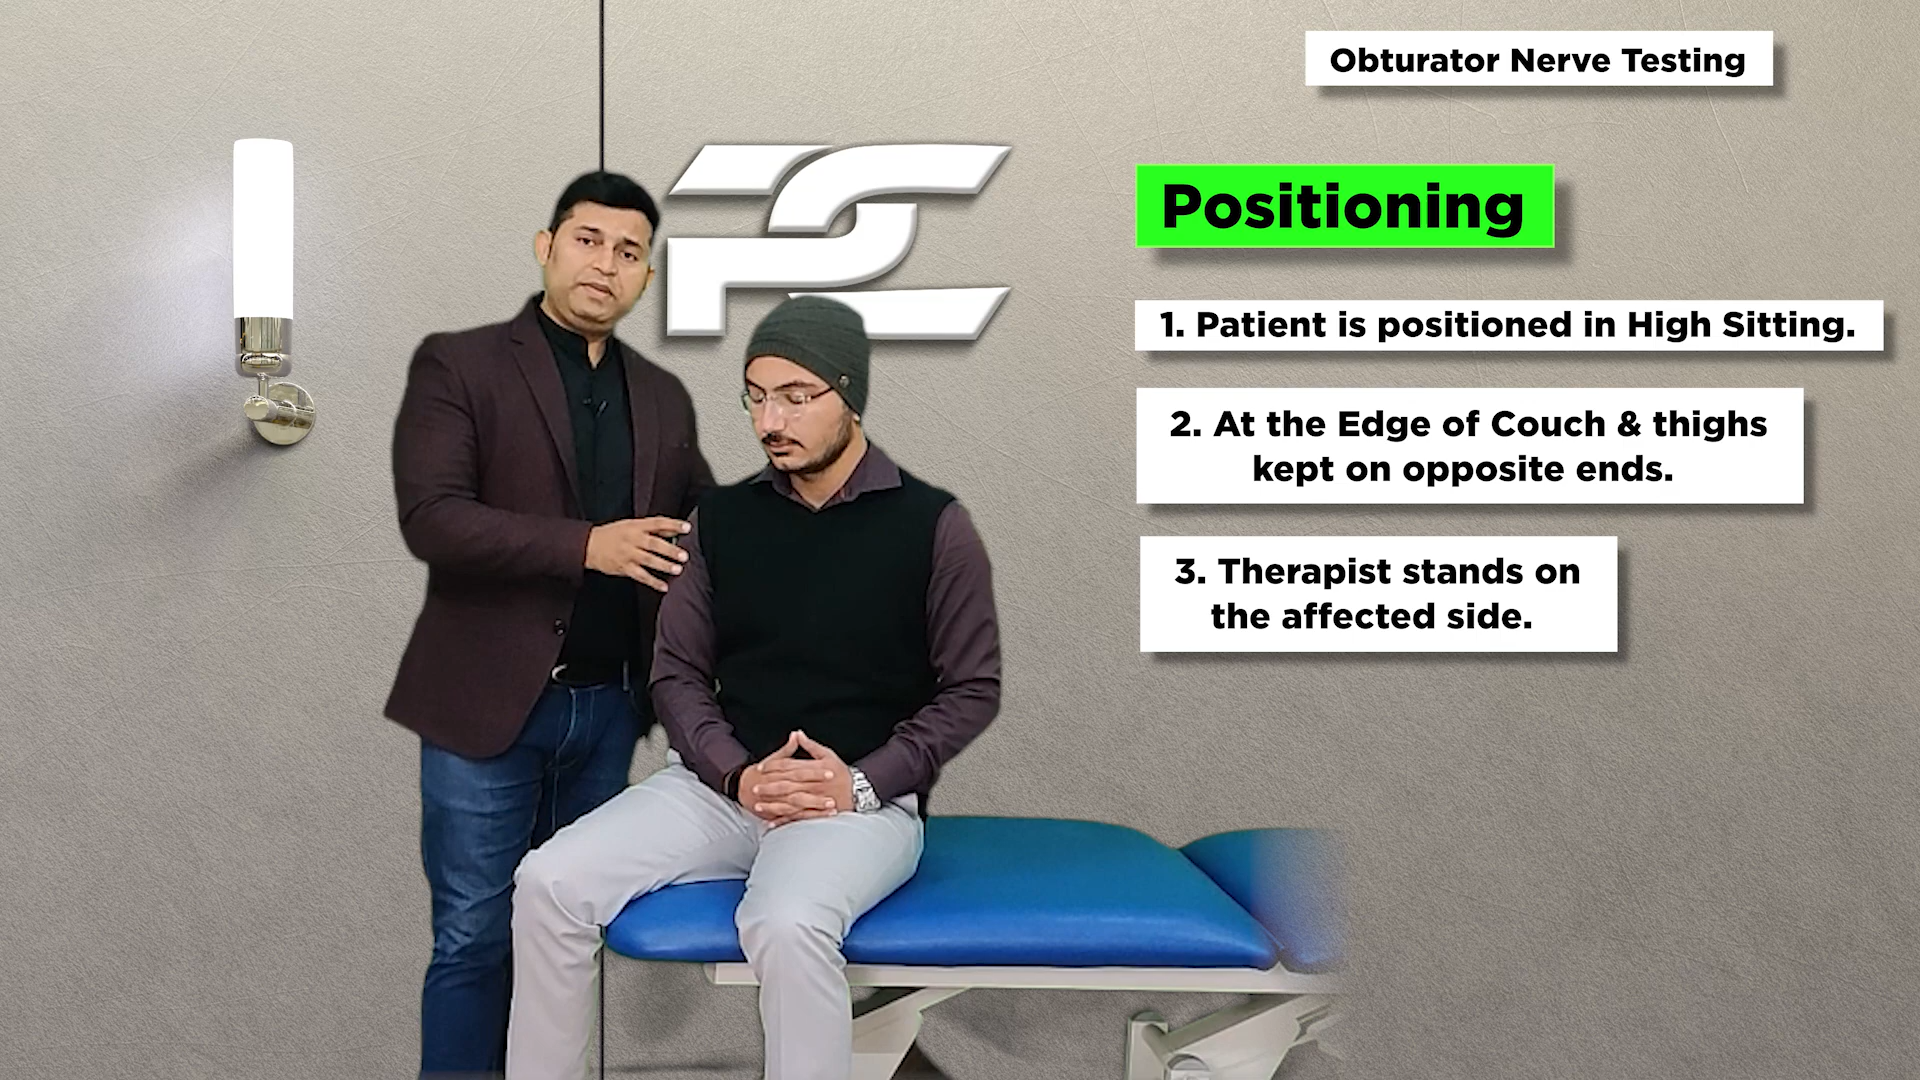 Obturator Nerve Testing
Positioning
1. Patient is positioned in High Sitting.
2. At the Edge of Couch & thighs
kept on opposite ends.
3. Therapist stands on
the affected side.